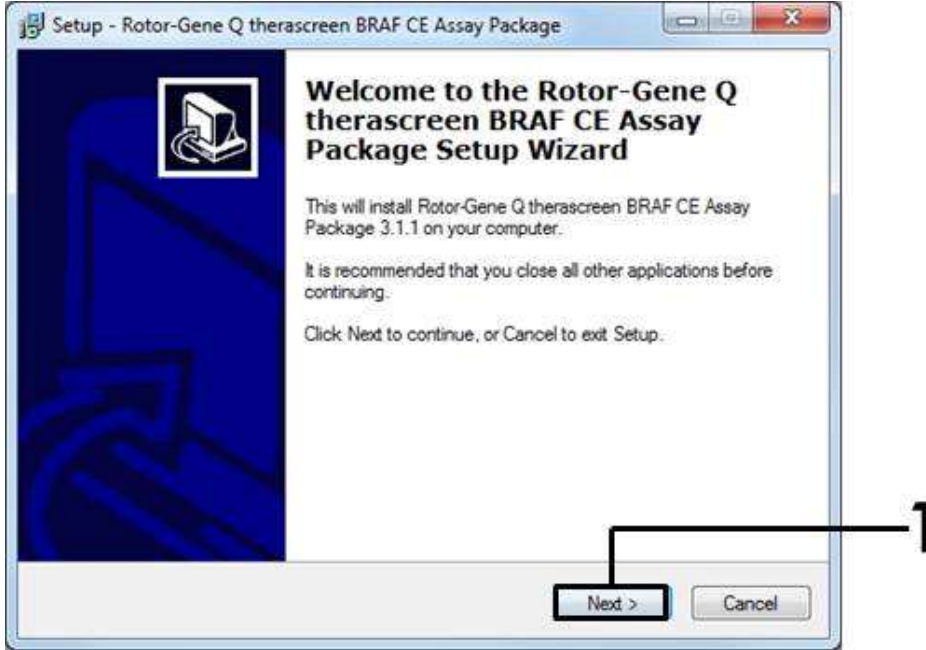 Setup - Rotor-Gene Q therascreen BRAF CE Assay Package
Welcome to the Rotor-Gene Q
therascreen BRAF CE Assay
Package Setup Wizard
This will install Rotor-Gene Q therascreen BRAF CE Assay
Package 3.1.1 on your computer.
It is recommended that you close all other applications before
continuing.
Click Next to continue, or Cancel to exit Setup.
1
Next >
Cancel